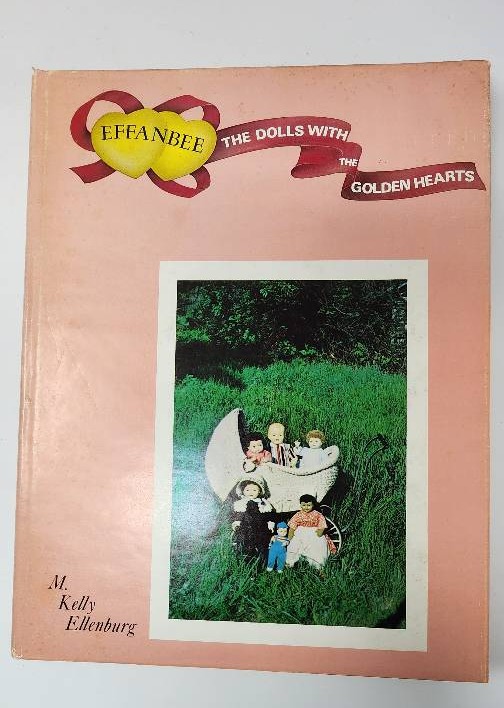 EFFANBEE
THE DOLLS WITH
THE
GOLDEN HEARTS
M.
Kelly
Ellenburg